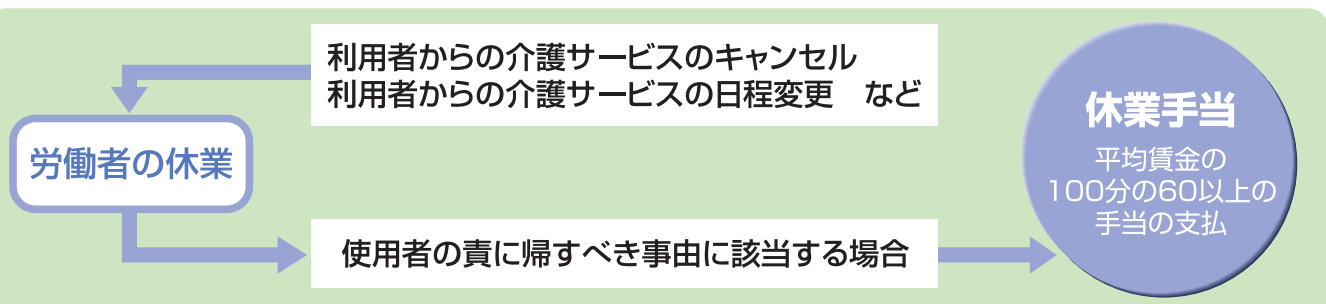 利用者からの介護サービスのキャンセル
利用者からの介護サービスの日程変更　など
労働者の休業
使用者の責に帰すべき事由に該当する場合
休業手当
平均賃金の
100分の60以上の
手当の支払